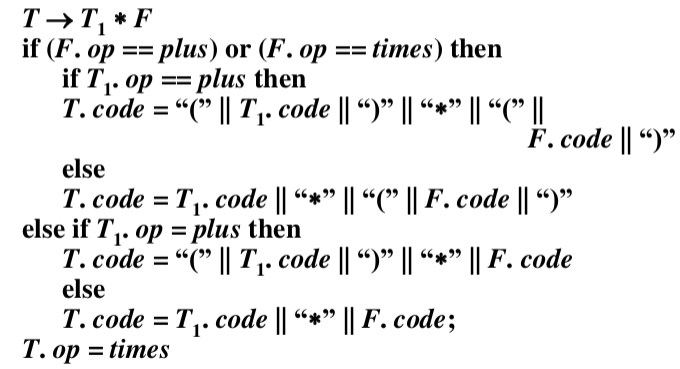 T → T₁ * F
if (F. op == plus) or (F. op == times) then
if T₁. op == plus then
T. code = “(” || T₁. code || “)” || “*” || “(” ||
F. code || “)”
else
T. code = T₁. code || “*” || “(” || F. code || “)”
else if T₁. op = plus then
T. code = “(” || T₁. code || “)” || “*” || F. code
else
T. code = T₁. code || “*” || F. code;
T. op = times